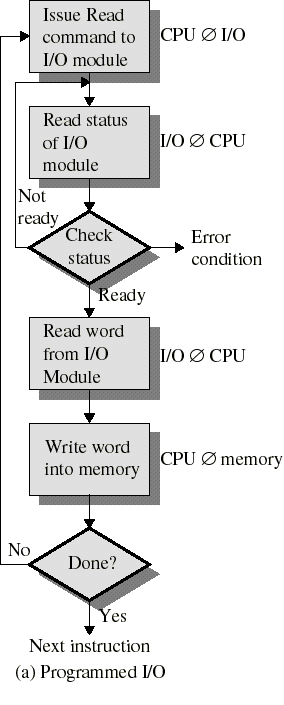 Issue Read
command to
I/O module
CPU ∅ I/O
Read status
of I/O
module
I/O ∅ CPU
Not
ready
Check
status
Error
condition
Ready
Read word
from I/O
Module
I/O ∅ CPU
Write word
into memory
CPU ∅ memory
No
Done?
Yes
Next instruction
(a) Programmed I/O